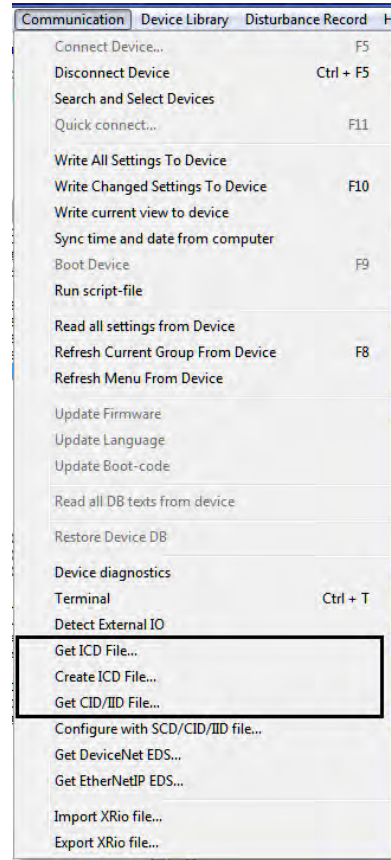 Communication Device Library Disturbance Record H
Connect Device... F5
Disconnect Device Ctrl + F5
Search and Select Devices
Quick connect... F11
Write All Settings To Device
Write Changed Settings To Device F10
Write current view to device
Sync time and date from computer
Boot Device F9
Run script-file
Read all settings from Device
Refresh Current Group From Device F8
Refresh Menu From Device
Update Firmware
Update Language
Update Boot-code
Read all DB texts from device
Restore Device DB
Device diagnostics
Terminal Ctrl + T
Detect External IO
Get ICD File...
Create ICD File...
Get CID/IID File...
Configure with SCD/CID/IID file...
Get DeviceNet EDS...
Get EtherNetIP EDS...
Import XRio file...
Export XRio file...